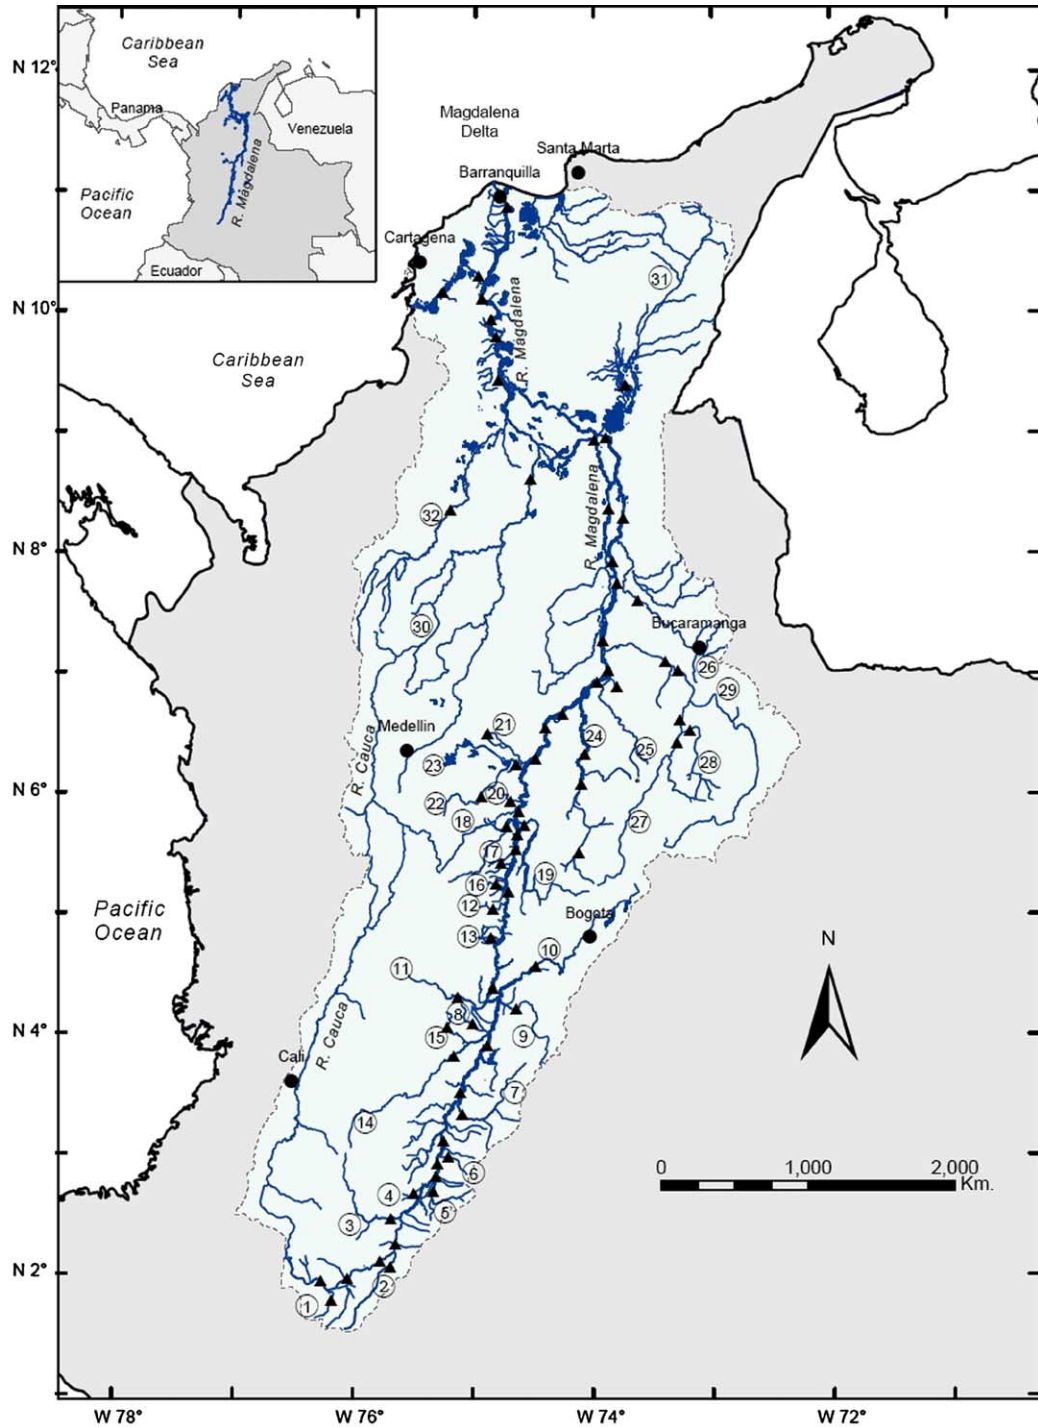 Caribbean
Sea
Panama
Venezuela
R. Magdalena
Pacific
Ocean
Ecuador
N 12°
N 10°
N 8°
N 6°
N 4°
N 2°
Magdalena
Delta
Santa Marta
Barranquilla
Cartagena
31
R. Magdalena
Caribbean
Sea
R. Magdalena
32
30
Bucaramanga
26
29
Medellin
21
24
25
28
23
R. Cauca
22
20
18
27
17
16
19
12
Bogota
Pacific
Ocean
13
10
11
N
8
15
9
R. Cauca
Cali
7
14
0
1,000
2,000
Km.
6
4
5
3
2
1
W 78°
W 76°
W 74°
W 72°